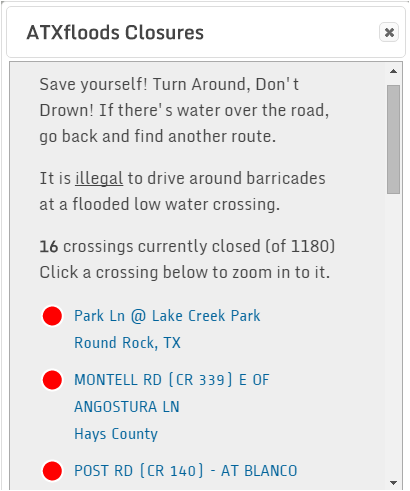 ATXfloods Closures
Save yourself! Turn Around, Don't
Drown! If there's water over the road,
go back and find another route.
It is illegal to drive around barricades
at a flooded low water crossing.
16 crossings currently closed (of 1180)
Click a crossing below to zoom in to it.
Park Ln @ Lake Creek Park
Round Rock, TX
MONTELL RD (CR 339) E OF
ANGOSTURA LN
Hays County
POST RD (CR 140) - AT BLANCO